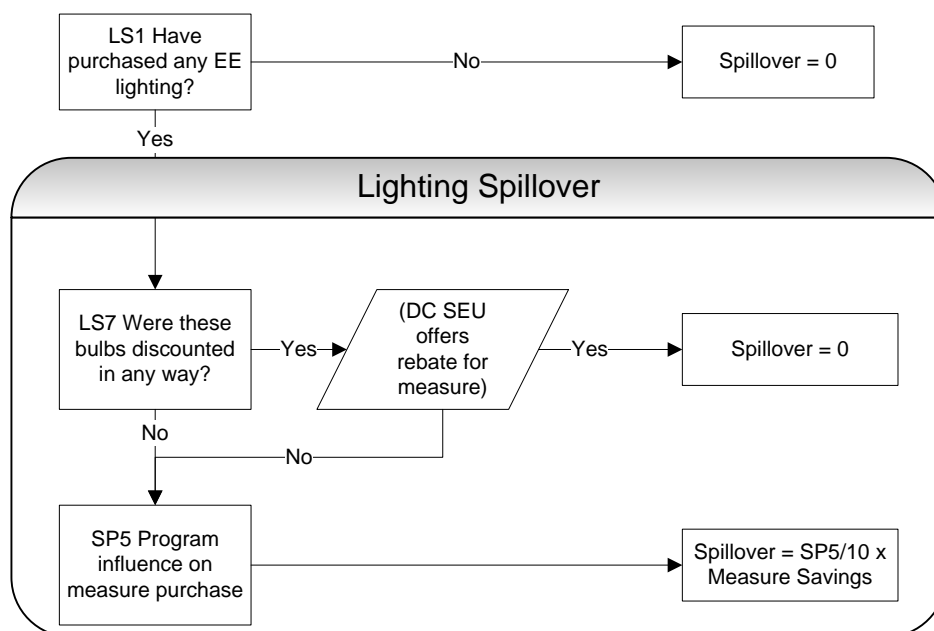 LS1 Have
purchased any EE
lighting?
No
Spillover = 0
Yes
Lighting Spillover
LS7 Were these
bulbs discounted
in any way?
Yes
(DC SEU
offers
rebate for
measure)
Yes
Spillover = 0
No
No
SP5 Program
influence on
measure purchase
Spillover = SP5/10 x
Measure Savings